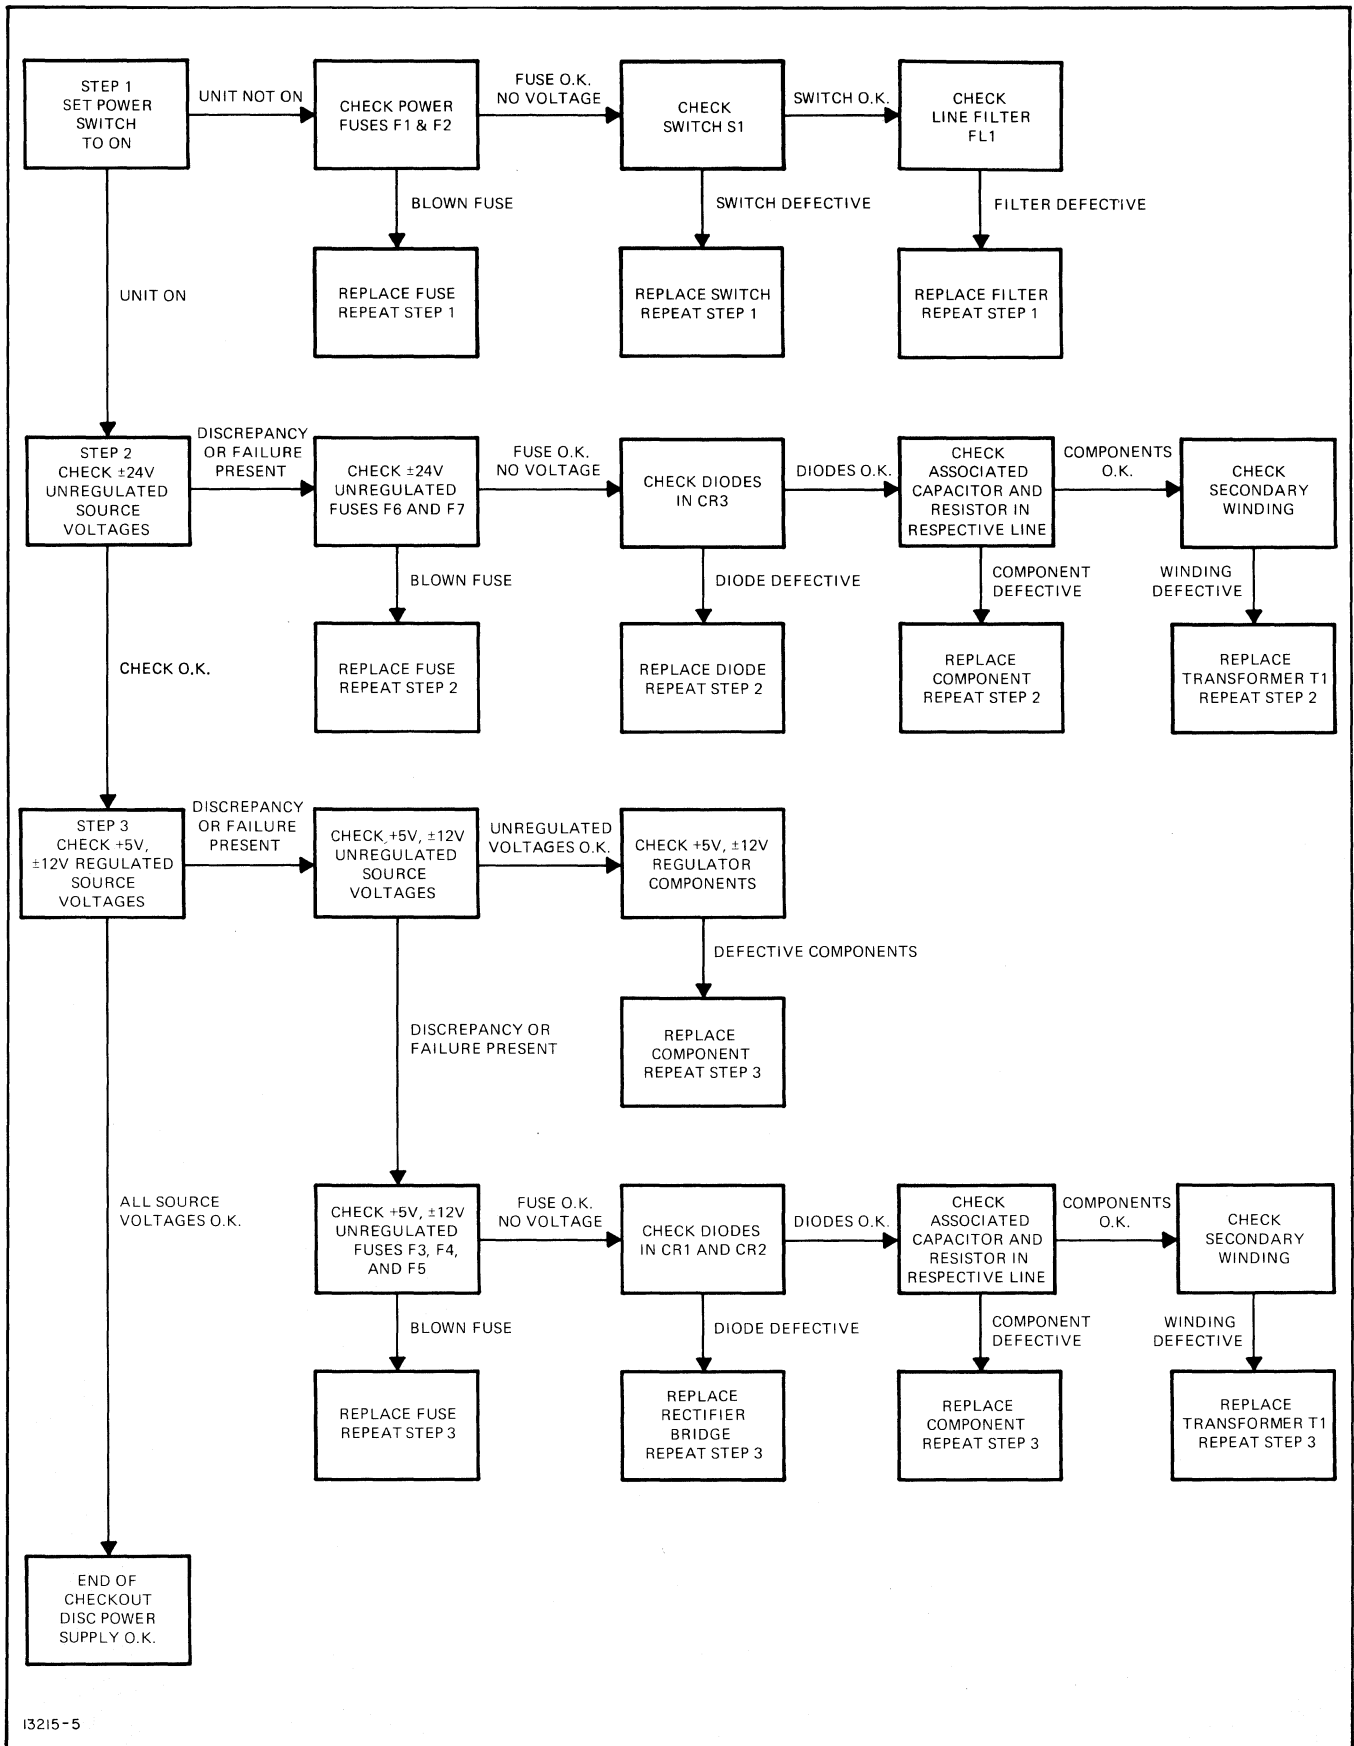 STEP 1
SET POWER
SWITCH
TO ON
UNIT NOT ON
CHECK POWER
FUSES F1 & F2
FUSE O.K.
NO VOLTAGE
CHECK
SWITCH S1
SWITCH O.K.
CHECK
LINE FILTER
FL1
BLOWN FUSE
SWITCH DEFECTIVE
FILTER DEFECTIVE
UNIT ON
REPLACE FUSE
REPEAT STEP 1
REPLACE SWITCH
REPEAT STEP 1
REPLACE FILTER
REPEAT STEP 1
STEP 2
CHECK ±24V
UNREGULATED
SOURCE
VOLTAGES
DISCREPANCY
OR FAILURE
PRESENT
CHECK ±24V
UNREGULATED
FUSES F6 AND F7
FUSE O.K.
NO VOLTAGE
CHECK DIODES
IN CR3
DIODES O.K.
CHECK
ASSOCIATED
CAPACITOR AND
RESISTOR IN
RESPECTIVE LINE
COMPONENTS
O.K.
CHECK
SECONDARY
WINDING
BLOWN FUSE
DIODE DEFECTIVE
COMPONENT
DEFECTIVE
WINDING
DEFECTIVE
CHECK O.K.
REPLACE FUSE
REPEAT STEP 2
REPLACE DIODE
REPEAT STEP 2
REPLACE
COMPONENT
REPEAT STEP 2
REPLACE
TRANSFORMER T1
REPEAT STEP 2
STEP 3
CHECK +5V,
±12V REGULATED
SOURCE
VOLTAGES
DISCREPANCY
OR FAILURE
PRESENT
CHECK +5V, ±12V
UNREGULATED
SOURCE
VOLTAGES
UNREGULATED
VOLTAGES O.K.
CHECK +5V, ±12V
REGULATOR
COMPONENTS
DEFECTIVE COMPONENTS
DISCREPANCY OR
FAILURE PRESENT
REPLACE
COMPONENT
REPEAT STEP 3
ALL SOURCE
VOLTAGES O.K.
CHECK +5V, ±12V
UNREGULATED
FUSES F3, F4,
AND F5
FUSE O.K.
NO VOLTAGE
CHECK DIODES
IN CR1 AND CR2
DIODES O.K.
CHECK
ASSOCIATED
CAPACITOR AND
RESISTOR IN
RESPECTIVE LINE
COMPONENTS
O.K.
CHECK
SECONDARY
WINDING
BLOWN FUSE
DIODE DEFECTIVE
COMPONENT
DEFECTIVE
WINDING
DEFECTIVE
REPLACE FUSE
REPEAT STEP 3
REPLACE
RECTIFIER
BRIDGE
REPEAT STEP 3
REPLACE
COMPONENT
REPEAT STEP 3
REPLACE
TRANSFORMER T1
REPEAT STEP 3
END OF
CHECKOUT
DISC POWER
SUPPLY O.K.
13215-5